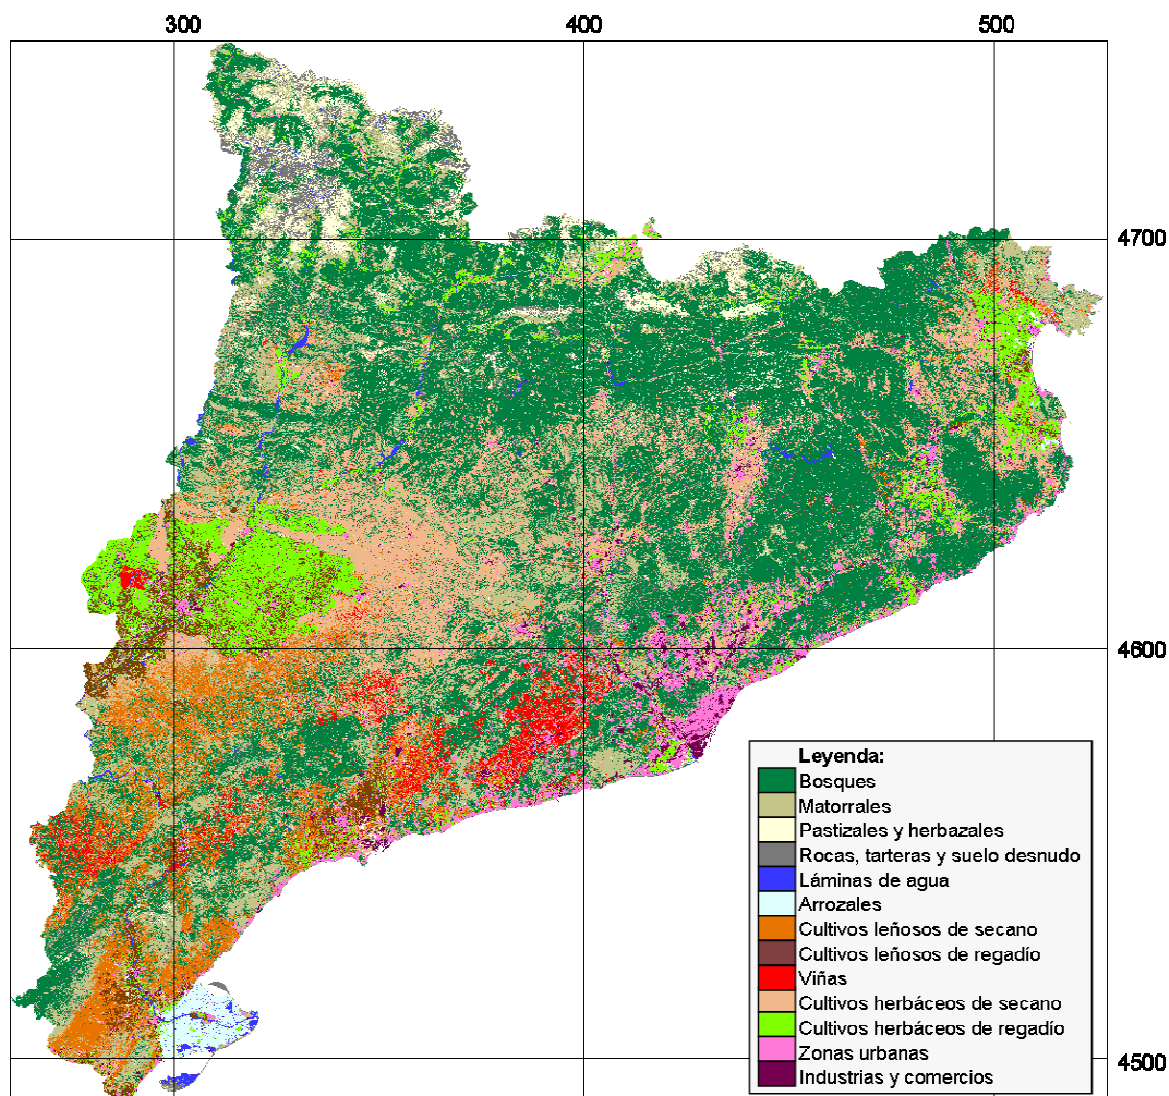 300 400 500
4700
4600
Leyenda:
Bosques
Matorrales
Pastizales y herbazales
Rocas, tarteras y suelo desnudo
Láminas de agua
Arrozales
Cultivos leñosos de secano
Cultivos leñosos de regadío
Viñas
Cultivos herbáceos de secano
Cultivos herbáceos de regadío
Zonas urbanas
Industrias y comercios
4500